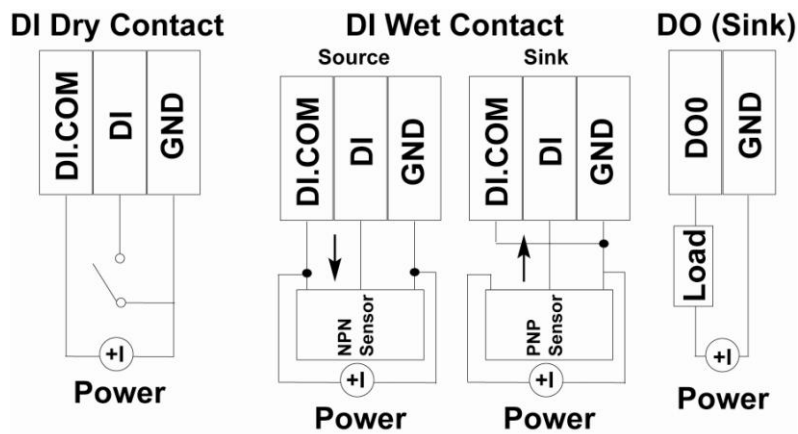 DI Dry Contact
DI.COM
DI
GND
+I
Power
DI Wet Contact
Source
DI.COM
DI
GND
NPN
Sensor
+I
Power
Sink
DI.COM
DI
GND
PNP
Sensor
+I
Power
DO (Sink)
DO0
GND
Load
+I
Power